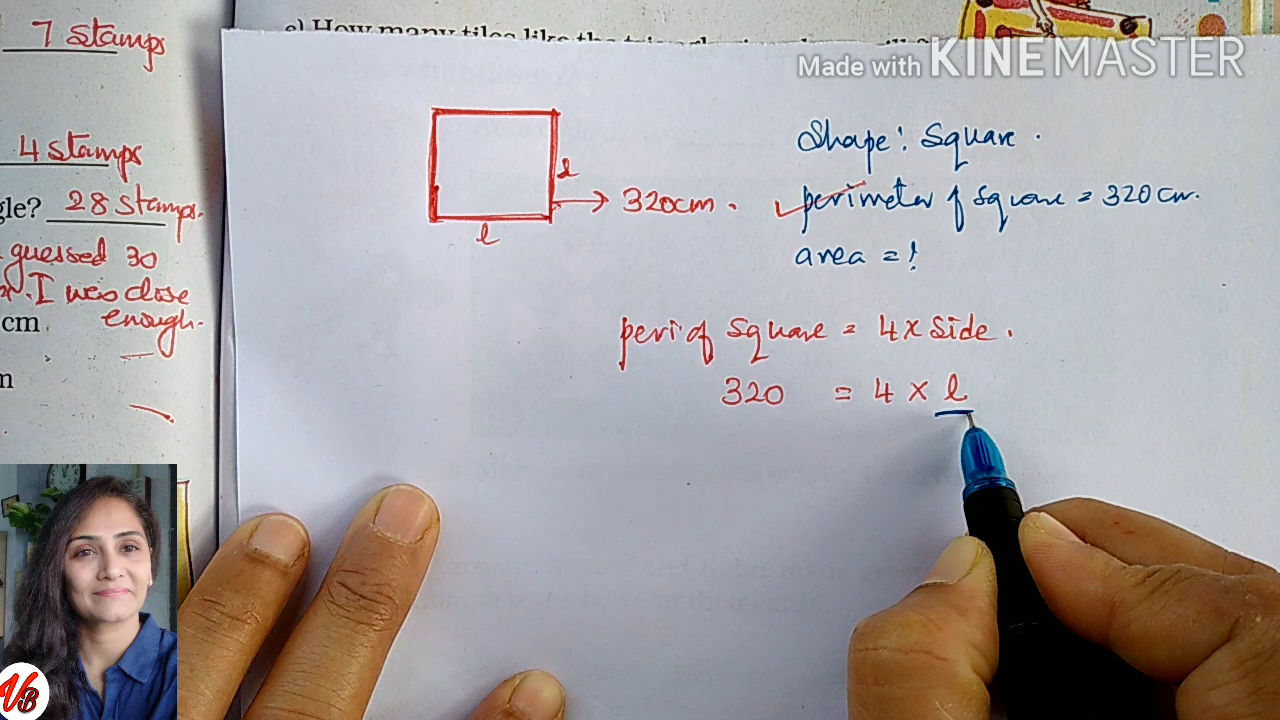 7 stamps
4 stamps
gle? 28 stamps.
guessed 30
I was close
cm enough.
Made with KINEMASTER
l
l
320cm.
Shape: Square.
perimeter of square = 320 cm.
area = ?
peri of Square = 4 x Side.
320 = 4 x l
VB